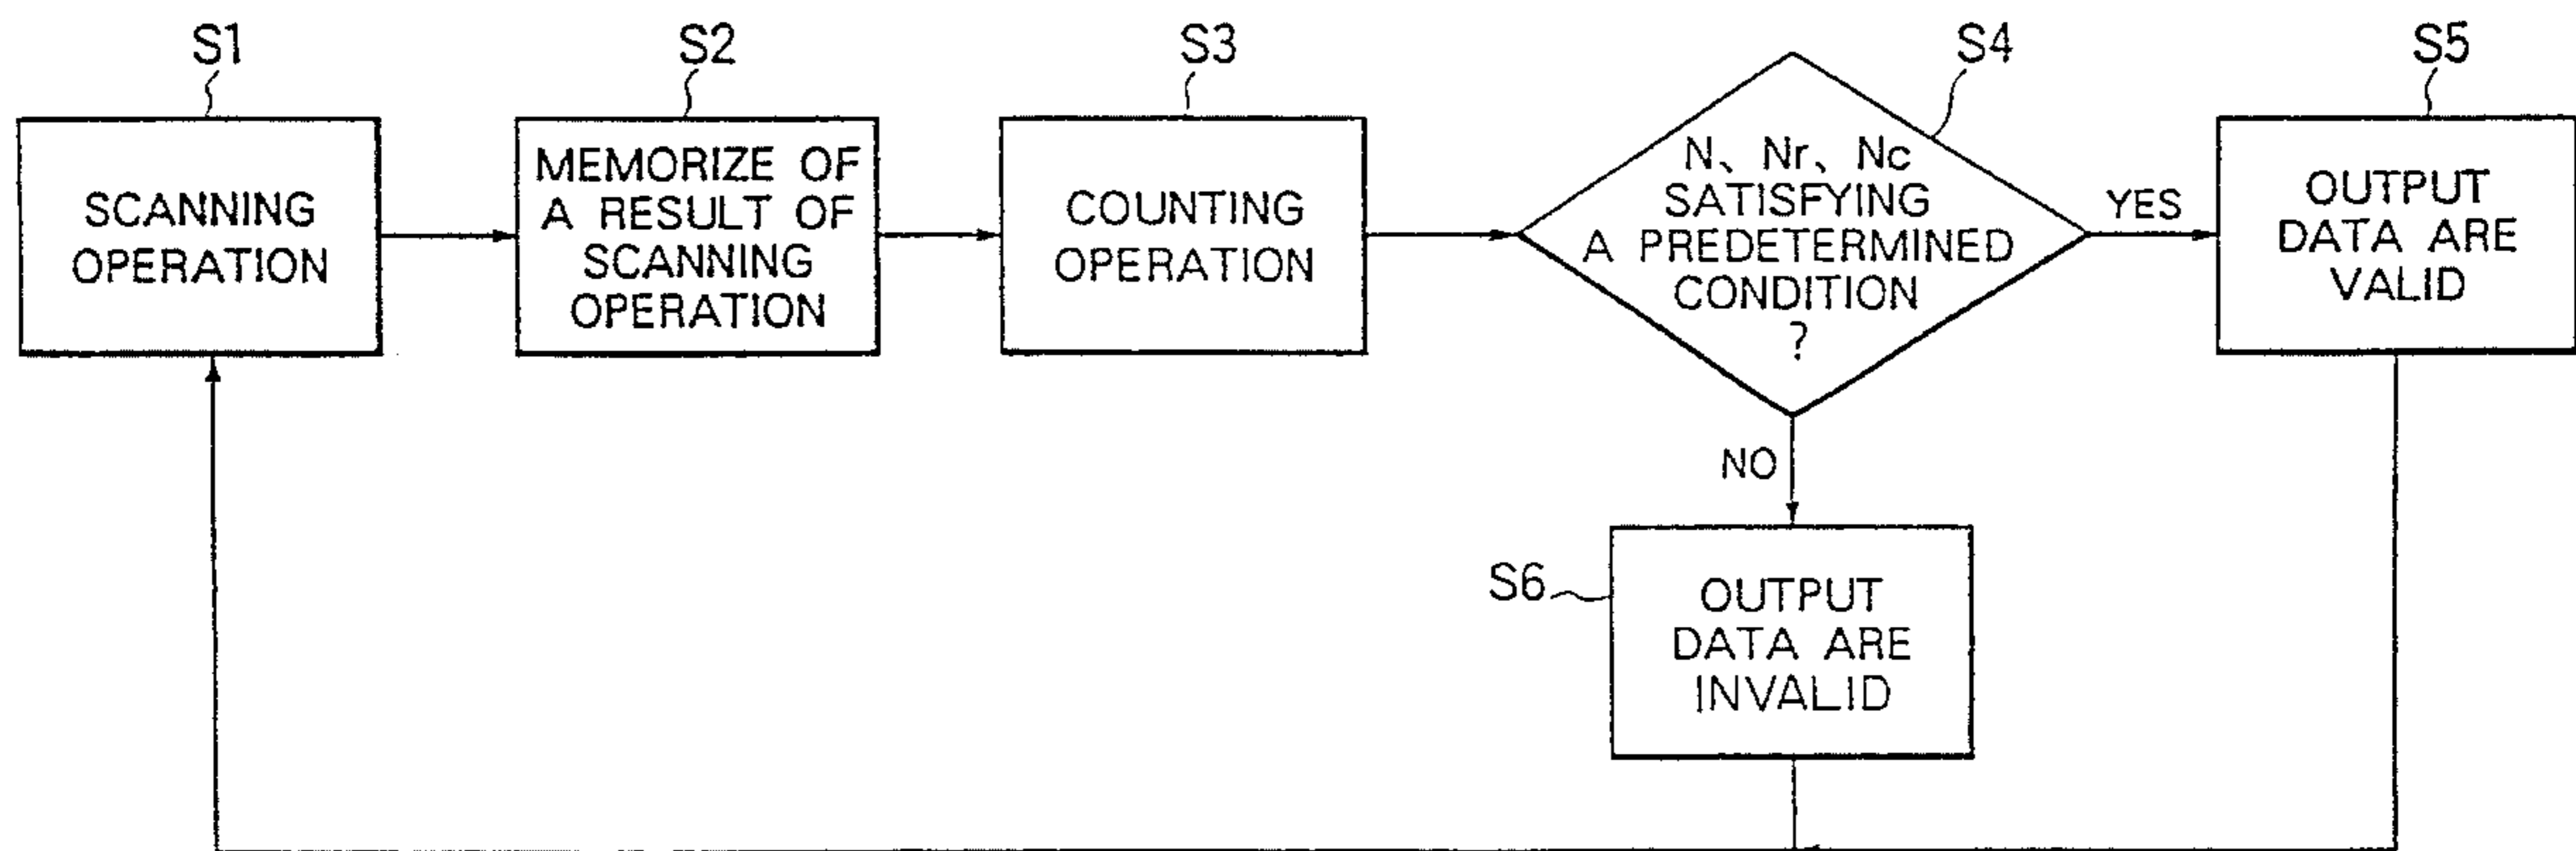 S1
SCANNING
OPERATION
S2
MEMORIZE OF
A RESULT OF
SCANNING
OPERATION
S3
COUNTING
OPERATION
S4
N、Nr、Nc
SATISFYING
A PREDETERMINED
CONDITION
?
YES
S5
OUTPUT
DATA ARE
VALID
NO
S6
OUTPUT
DATA ARE
INVALID